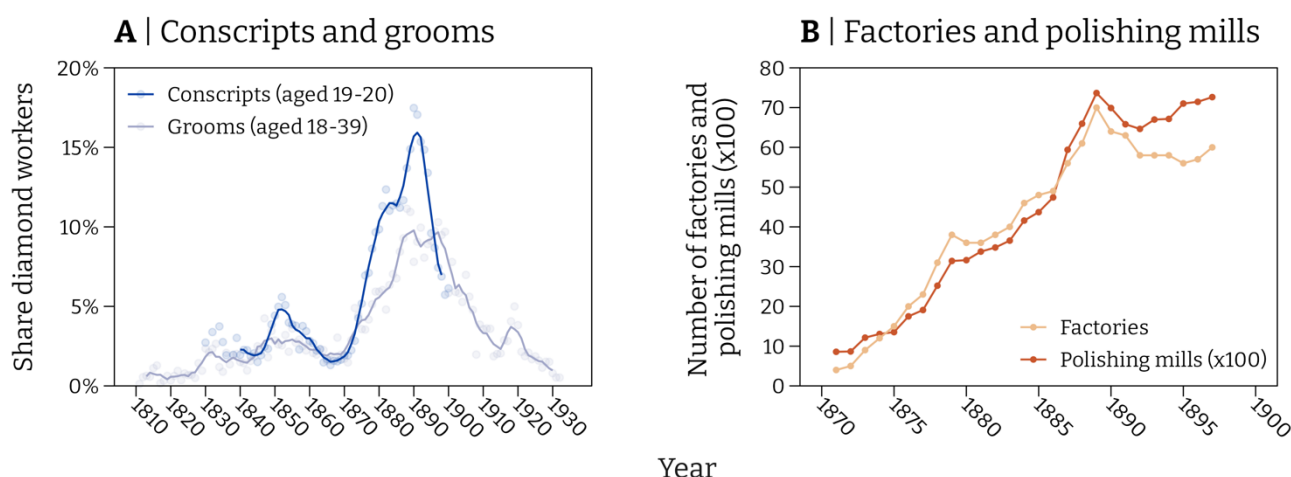 A | Conscripts and grooms
Share diamond workers
20%
15%
10%
5%
0%
Conscripts (aged 19-20)
Grooms (aged 18-39)
1810 1820 1830 1840 1850 1860 1870 1880 1890 1900 1910 1920 1930
B | Factories and polishing mills
Number of factories and
polishing mills (x100)
80
70
60
50
40
30
20
10
0
Factories
Polishing mills (x100)
1870 1875 1880 1885 1890 1895 1900
Year